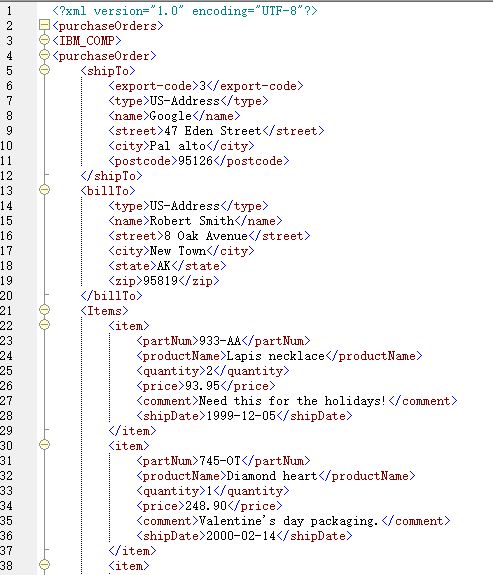 1 <?xml version="1.0" encoding="UTF-8"?>
2 <purchaseOrders>
3 <IBM_COMP>
4 <purchaseOrder>
5 <shipTo>
6 <export-code>3</export-code>
7 <type>US-Address</type>
8 <name>Google</name>
9 <street>47 Eden Street</street>
10 <city>Pal alto</city>
11 <postcode>95126</postcode>
12 </shipTo>
13 <billTo>
14 <type>US-Address</type>
15 <name>Robert Smith</name>
16 <street>8 Oak Avenue</street>
17 <city>New Town</city>
18 <state>AK</state>
19 <zip>95819</zip>
20 </billTo>
21 <Items>
22 <item>
23 <partNum>933-AA</partNum>
24 <productName>Lapis necklace</productName>
25 <quantity>2</quantity>
26 <price>93.95</price>
27 <comment>Need this for the holidays!</comment>
28 <shipDate>1999-12-05</shipDate>
29 </item>
30 <item>
31 <partNum>745-OT</partNum>
32 <productName>Diamond heart</productName>
33 <quantity>1</quantity>
34 <price>248.90</price>
35 <comment>Valentine's day packaging.</comment>
36 <shipDate>2000-02-14</shipDate>
37 </item>
38 <item>